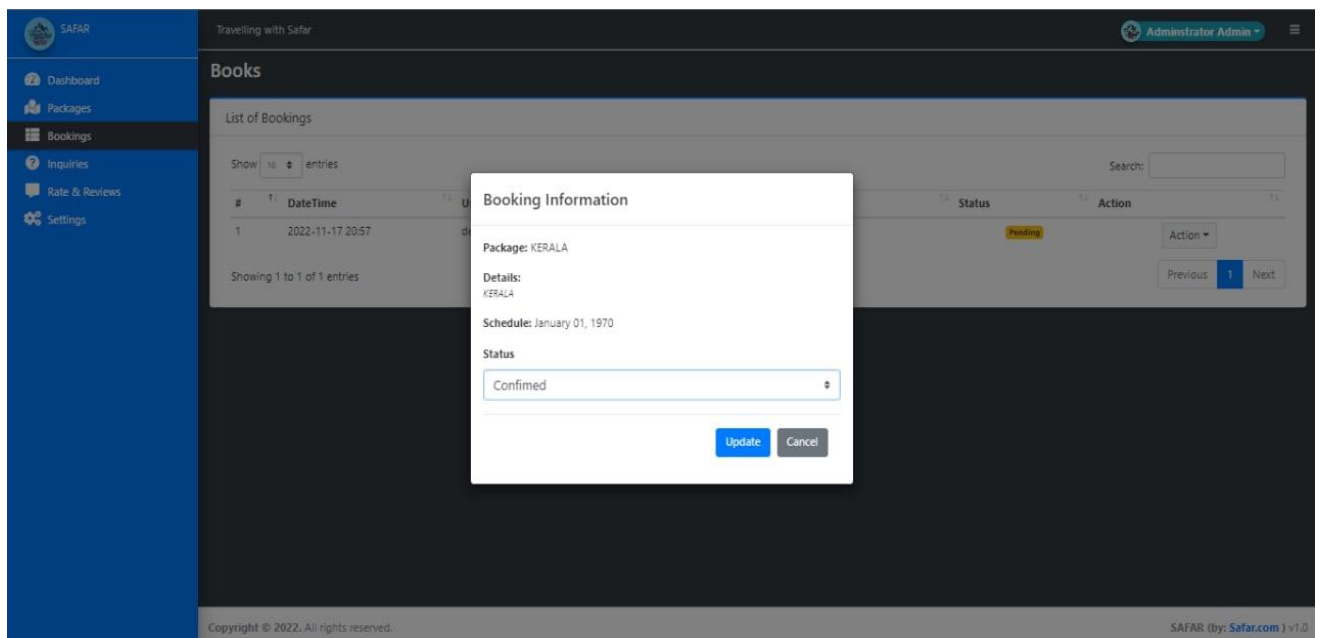 SAFAR
Travelling with Safar
Adminstrator Admin
Dashboard
Packages
Bookings
Inquiries
Rate & Reviews
Settings
Books
List of Bookings
Show 10 entries
Search:
# DateTime Status Action
1 2022-11-17 20:57 Pending Action
Showing 1 to 1 of 1 entries
Previous 1 Next
Booking Information
Package: KERALA
Details:
KERALA
Schedule: January 01, 1970
Status
Confimed
Update Cancel
Copyright © 2022. All rights reserved.
SAFAR (by: Safar.com ) v1.0